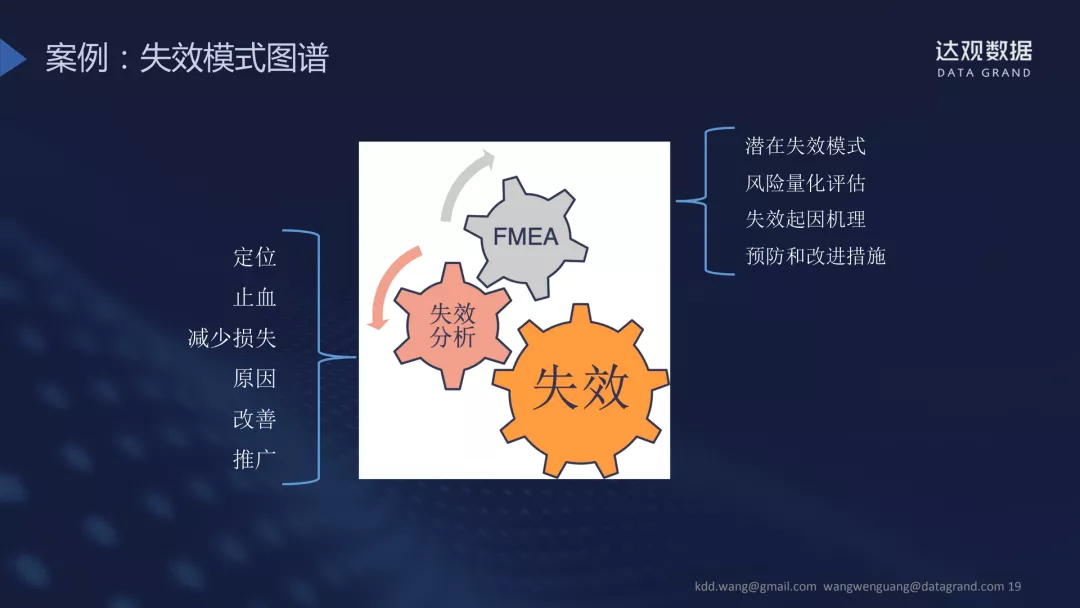 案例：失效模式图谱
达观数据
DATA GRAND
潜在失效模式
风险量化评估
失效起因机理
预防和改进措施
FMEA
失效
分析
失效
定位
止血
减少损失
原因
改善
推广
kdd.wang@gmail.com wangwenguang@datagrand.com 19